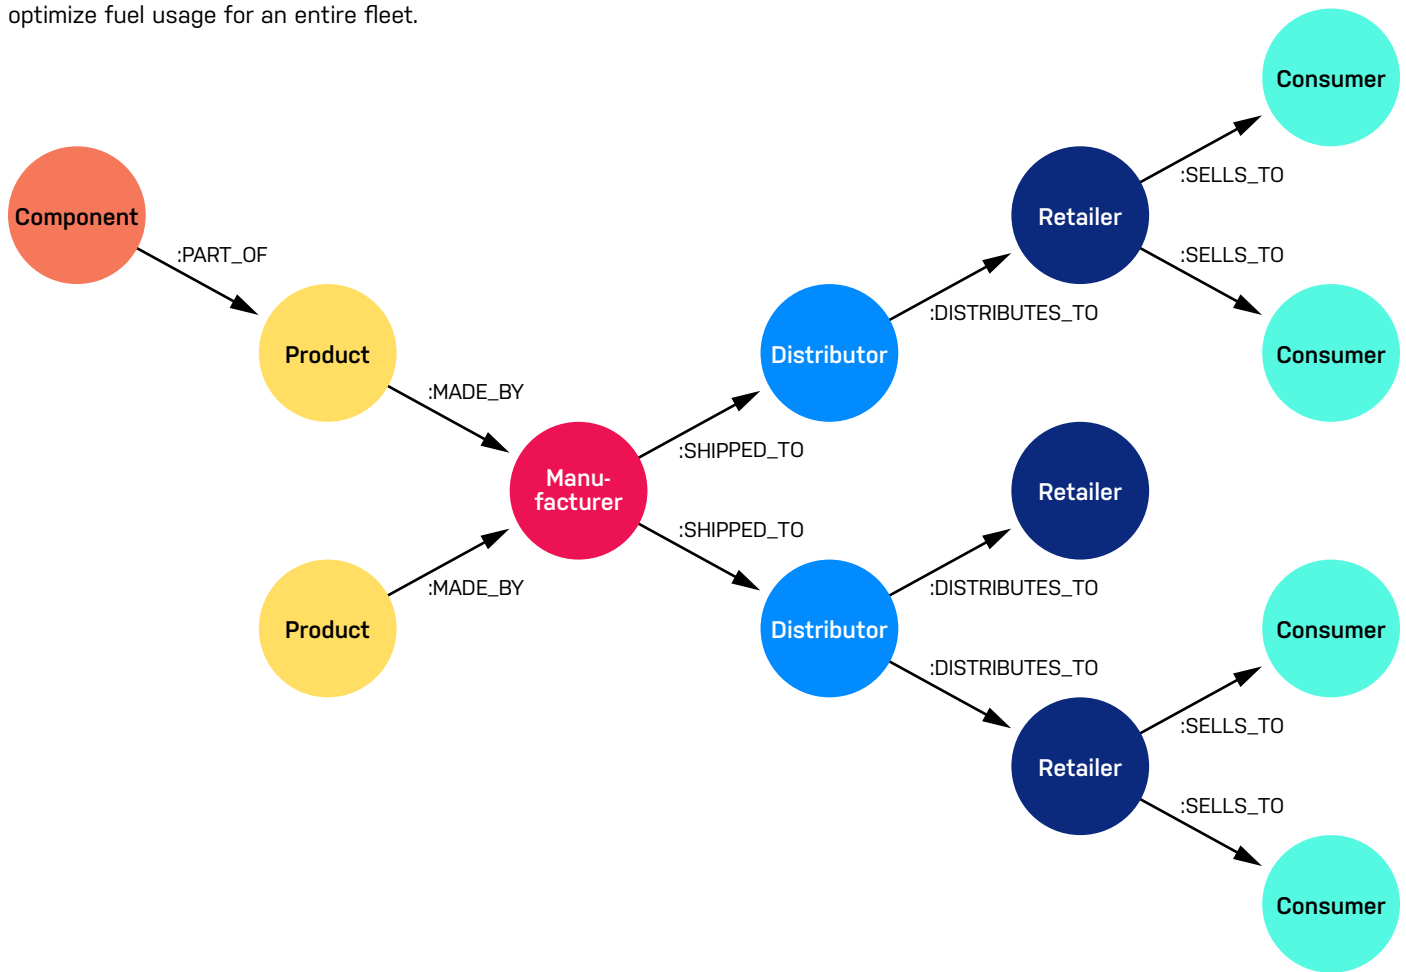 optimize fuel usage for an entire fleet.
Consumer
:SELLS_TO
Component
Retailer
:PART_OF
:SELLS_TO
:DISTRIBUTES_TO
Product
Distributor
Consumer
:MADE_BY
:SHIPPED_TO
Manu-
facturer
Retailer
:SHIPPED_TO
:MADE_BY
:DISTRIBUTES_TO
Product
Distributor
Consumer
:DISTRIBUTES_TO
:SELLS_TO
Retailer
:SELLS_TO
Consumer